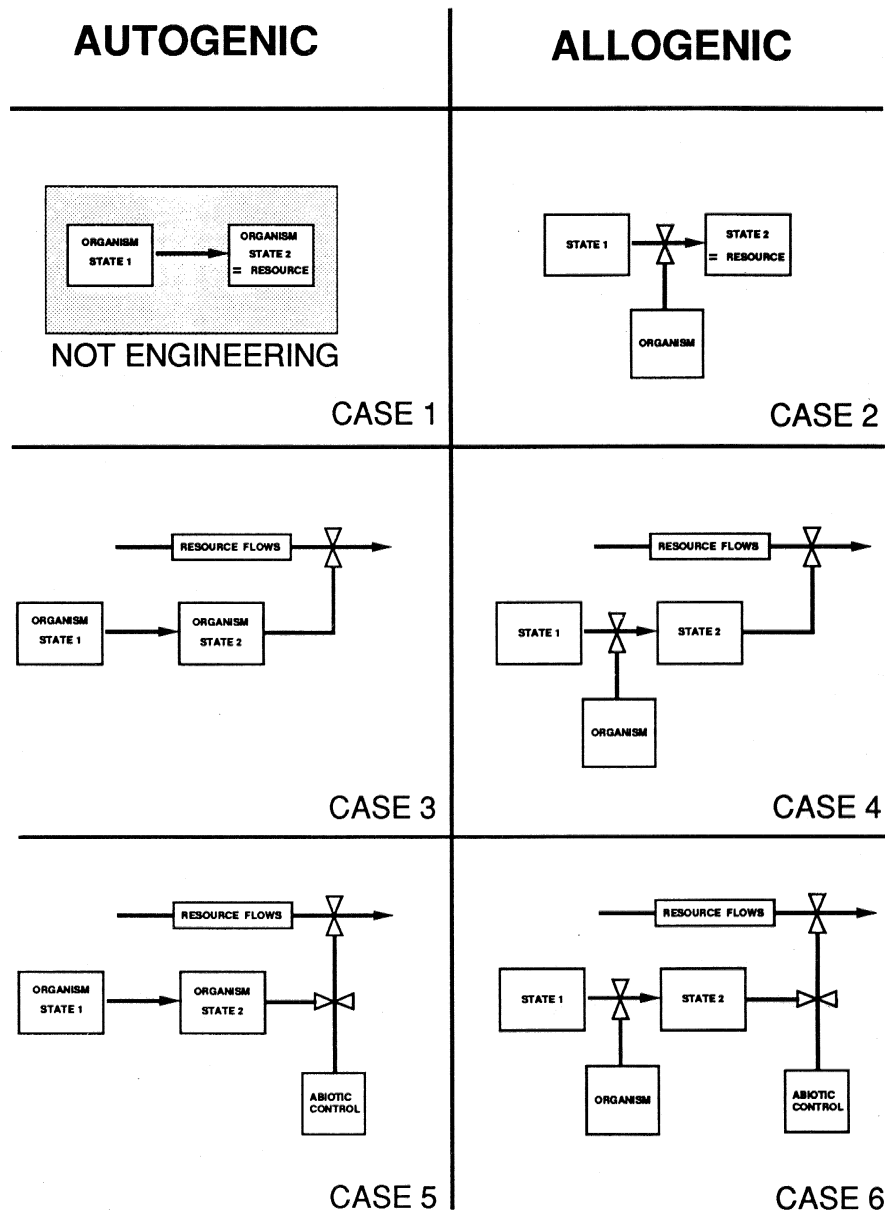 AUTOGENIC
ALLOGENIC
ORGANISM
STATE 1
ORGANISM
STATE 2
= RESOURCE
NOT ENGINEERING
CASE 1
STATE 1
STATE 2
= RESOURCE
ORGANISM
CASE 2
RESOURCE FLOWS
ORGANISM
STATE 1
ORGANISM
STATE 2
CASE 3
RESOURCE FLOWS
STATE 1
STATE 2
ORGANISM
CASE 4
RESOURCE FLOWS
ORGANISM
STATE 1
ORGANISM
STATE 2
ABIOTIC
CONTROL
CASE 5
RESOURCE FLOWS
STATE 1
STATE 2
ORGANISM
ABIOTIC
CONTROL
CASE 6